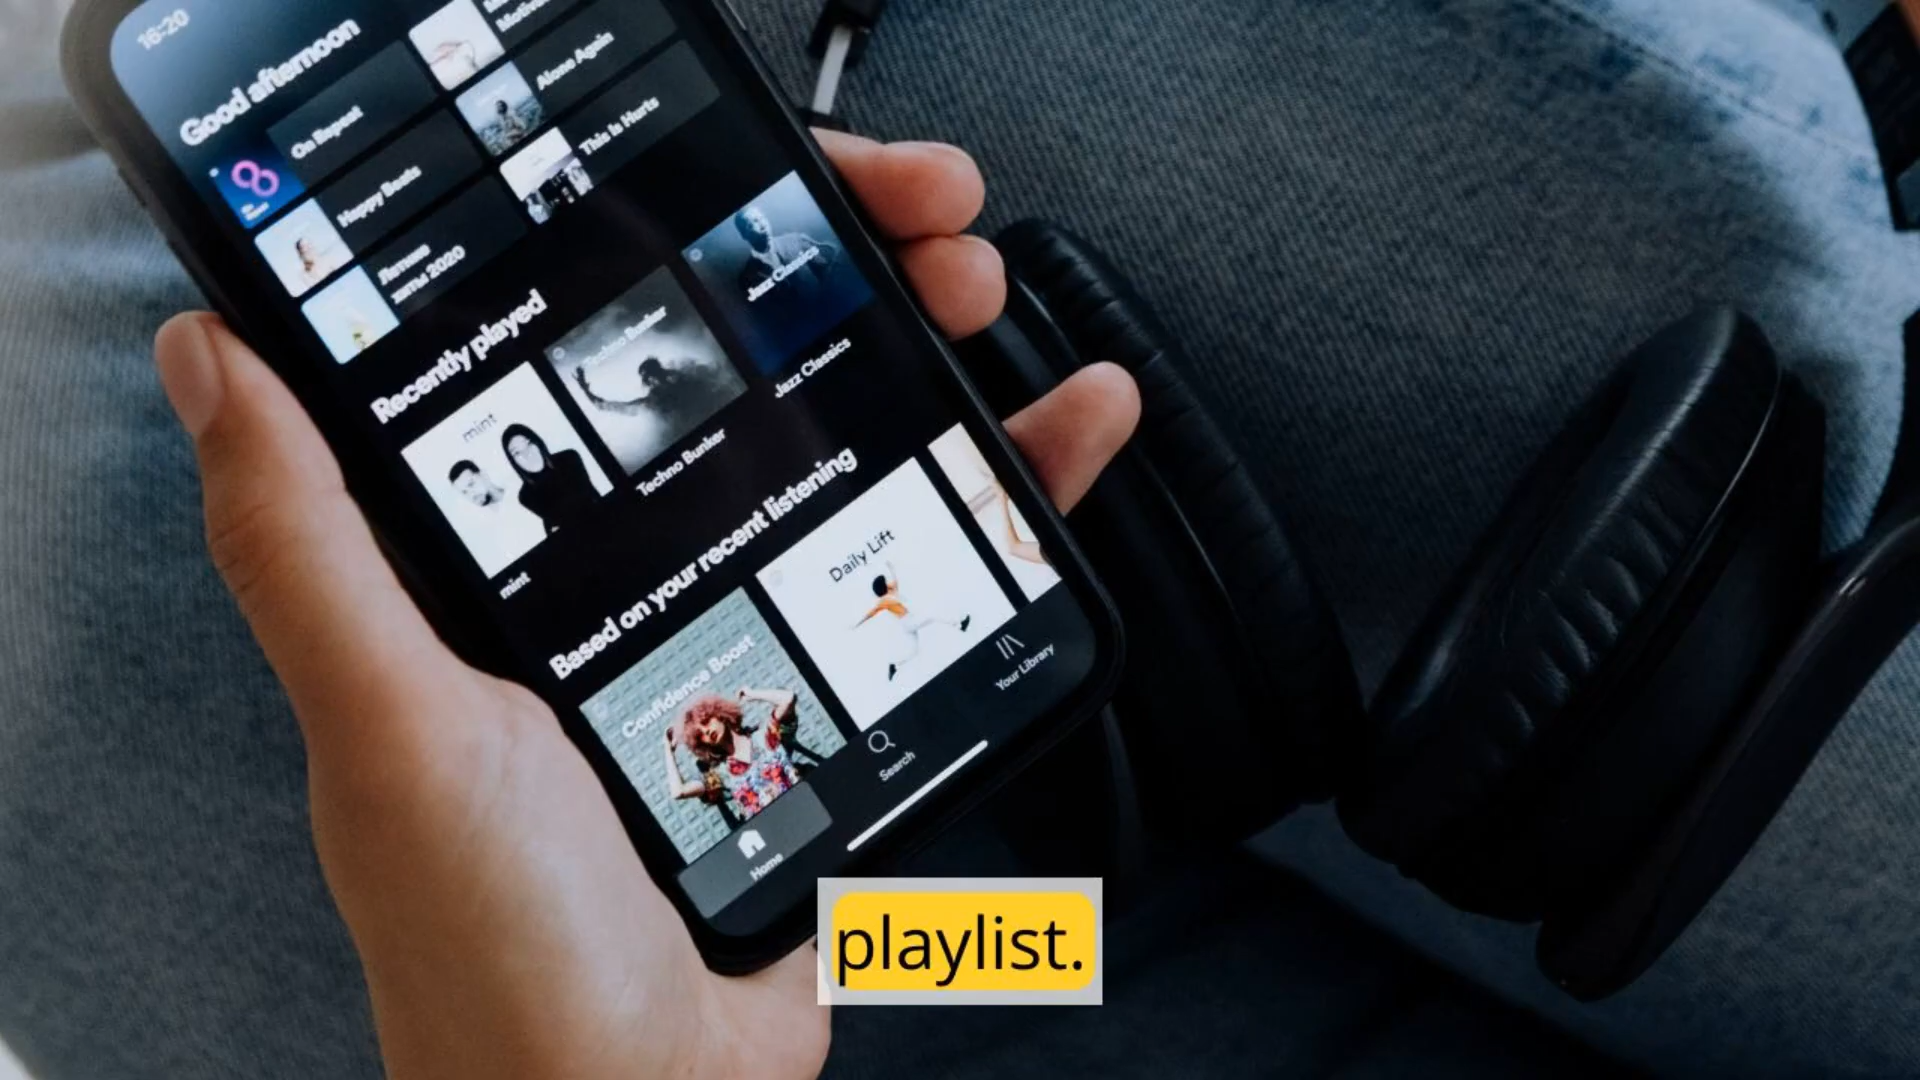 16:20
Good afternoon
On Repeat
Happy Beats
хиты 2020
Alone Again
This Is Hurts
Recently played
mint
Techno Bunker
Jazz Classics
mint
Techno Bunker
Jazz Classics
Based on your recent listening
Confidence Boost
Daily Lift
Home
Search
Your Library
playlist.